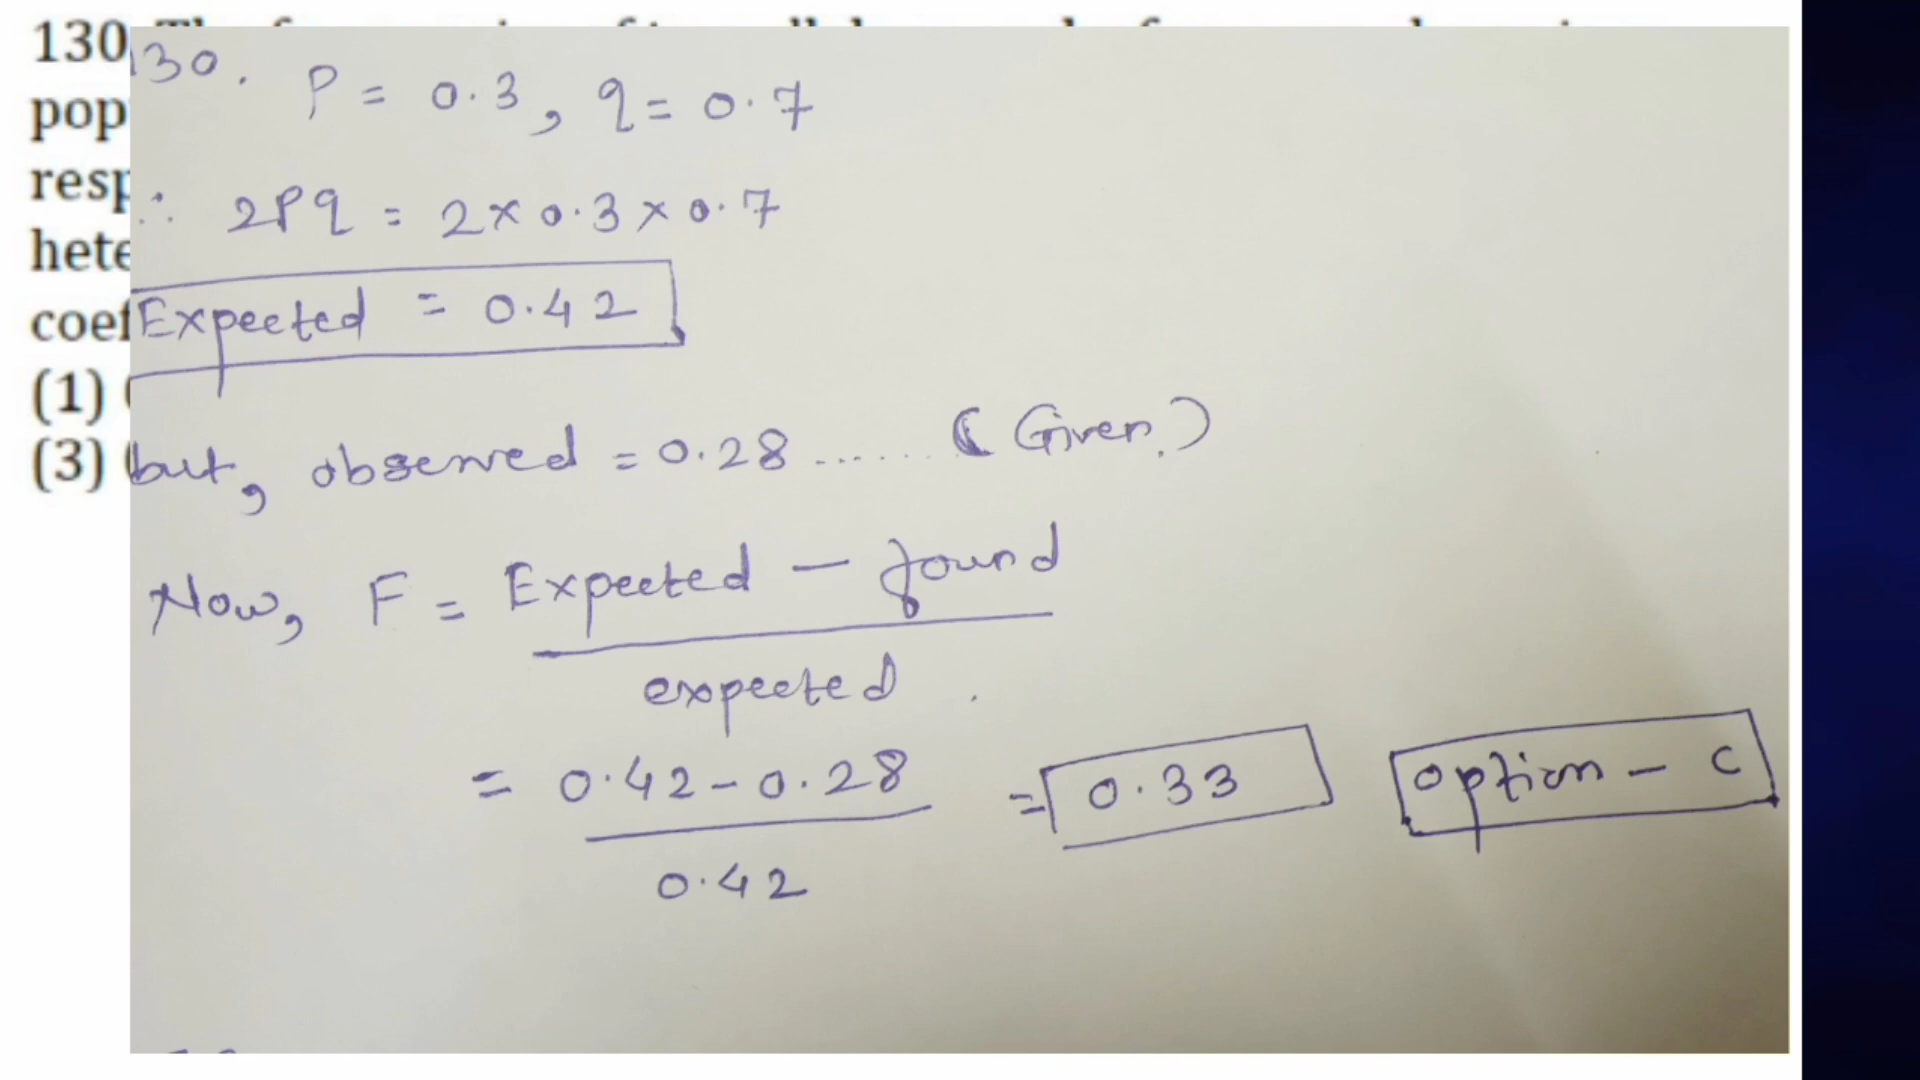 130
130. P = 0.3, q = 0.7
pop
resp
∴ 2Pq = 2×0.3×0.7
hete
coef
Expected = 0.42
(1)
(3)
but, observed = 0.28 ...... (Given.)
Now, F = Expected – found
expected
= 0.42 – 0.28
0.42
= 0.33
option – C